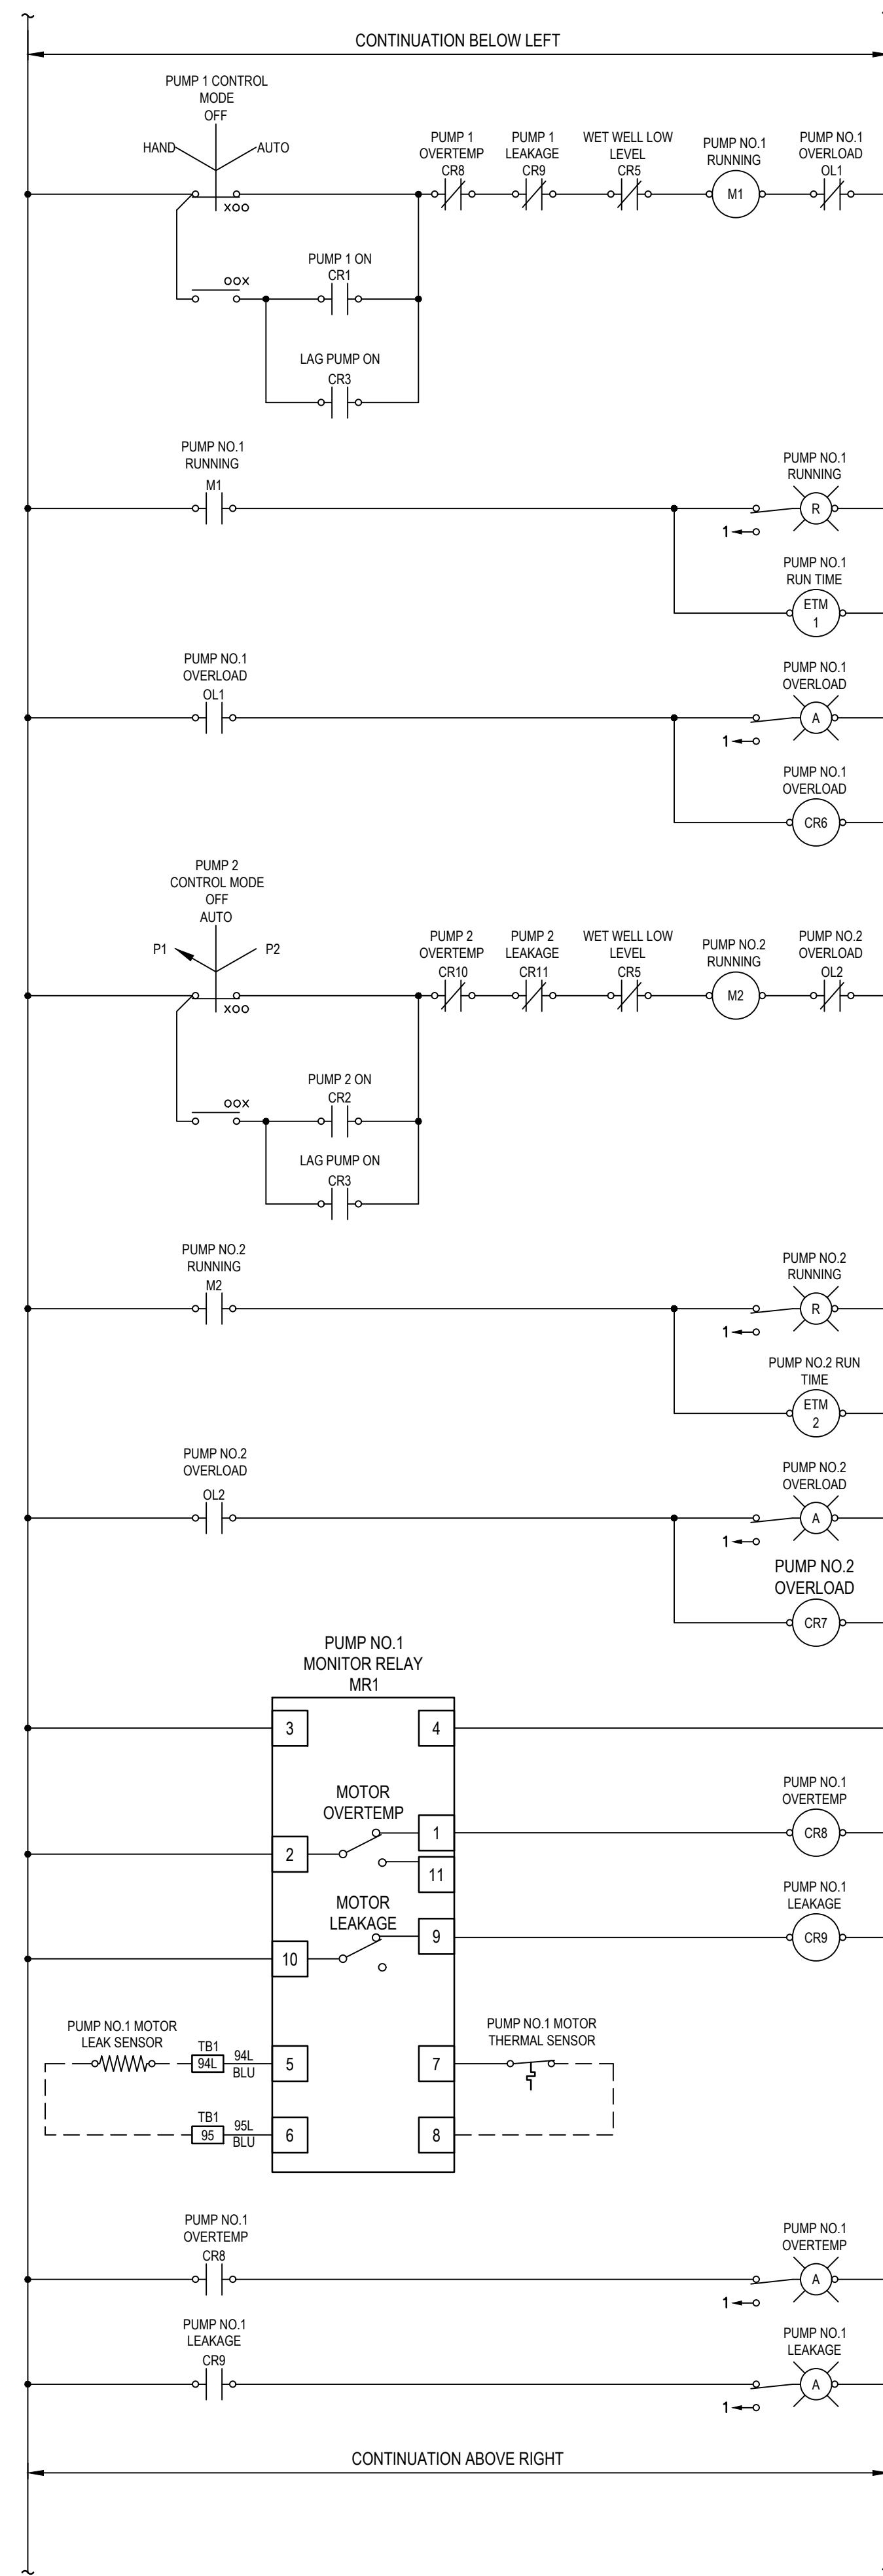 CONTINUATION BELOW LEFT
PUMP 1 CONTROL
MODE
OFF
HAND
AUTO
XOO
PUMP 1
OVERTEMP
CR8
PUMP 1
LEAKAGE
CR9
WET WELL LOW
LEVEL
CR5
PUMP NO.1
RUNNING
M1
PUMP NO.1
OVERLOAD
OL1
OOX
PUMP 1 ON
CR1
LAG PUMP ON
CR3
PUMP NO.1
RUNNING
M1
PUMP NO.1
RUNNING
R
1
PUMP NO.1
RUN TIME
ETM
1
PUMP NO.1
OVERLOAD
OL1
PUMP NO.1
OVERLOAD
A
1
PUMP NO.1
OVERLOAD
CR6
PUMP 2
CONTROL MODE
OFF
AUTO
P1
P2
XOO
PUMP 2
OVERTEMP
CR10
PUMP 2
LEAKAGE
CR11
WET WELL LOW
LEVEL
CR5
PUMP NO.2
RUNNING
M2
PUMP NO.2
OVERLOAD
OL2
OOX
PUMP 2 ON
CR2
LAG PUMP ON
CR3
PUMP NO.2
RUNNING
M2
PUMP NO.2
RUNNING
R
1
PUMP NO.2 RUN
TIME
ETM
2
PUMP NO.2
OVERLOAD
OL2
PUMP NO.2
OVERLOAD
A
1
PUMP NO.2
OVERLOAD
CR7
PUMP NO.1
MONITOR RELAY
MR1
3
4
MOTOR
OVERTEMP
2
1
11
PUMP NO.1
OVERTEMP
CR8
MOTOR
LEAKAGE
10
9
PUMP NO.1
LEAKAGE
CR9
PUMP NO.1 MOTOR
LEAK SENSOR
TB1
94L
94L
BLU
5
7
PUMP NO.1 MOTOR
THERMAL SENSOR
TB1
95
95L
BLU
6
8
PUMP NO.1
OVERTEMP
CR8
PUMP NO.1
OVERTEMP
A
1
PUMP NO.1
LEAKAGE
CR9
PUMP NO.1
LEAKAGE
A
1
CONTINUATION ABOVE RIGHT